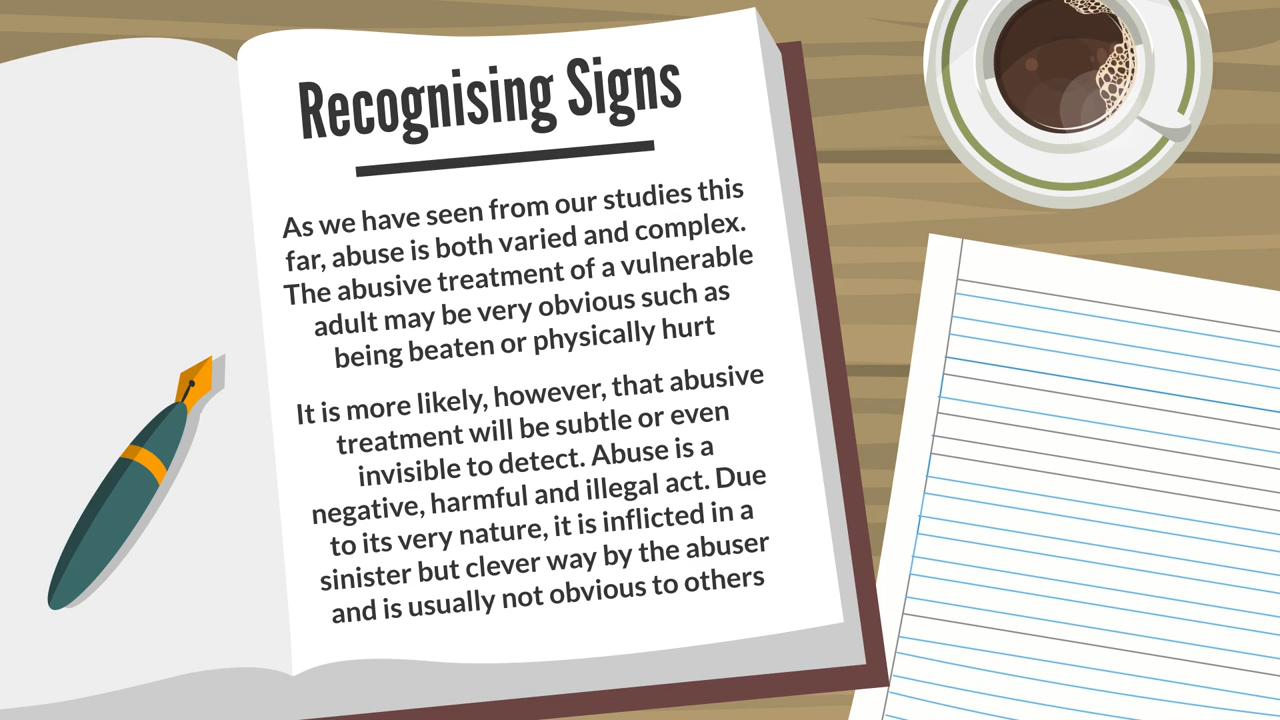 Recognising Signs
As we have seen from our studies this
far, abuse is both varied and complex.
The abusive treatment of a vulnerable
adult may be very obvious such as
being beaten or physically hurt
It is more likely, however, that abusive
treatment will be subtle or even
invisible to detect. Abuse is a
negative, harmful and illegal act. Due
to its very nature, it is inflicted in a
sinister but clever way by the abuser
and is usually not obvious to others